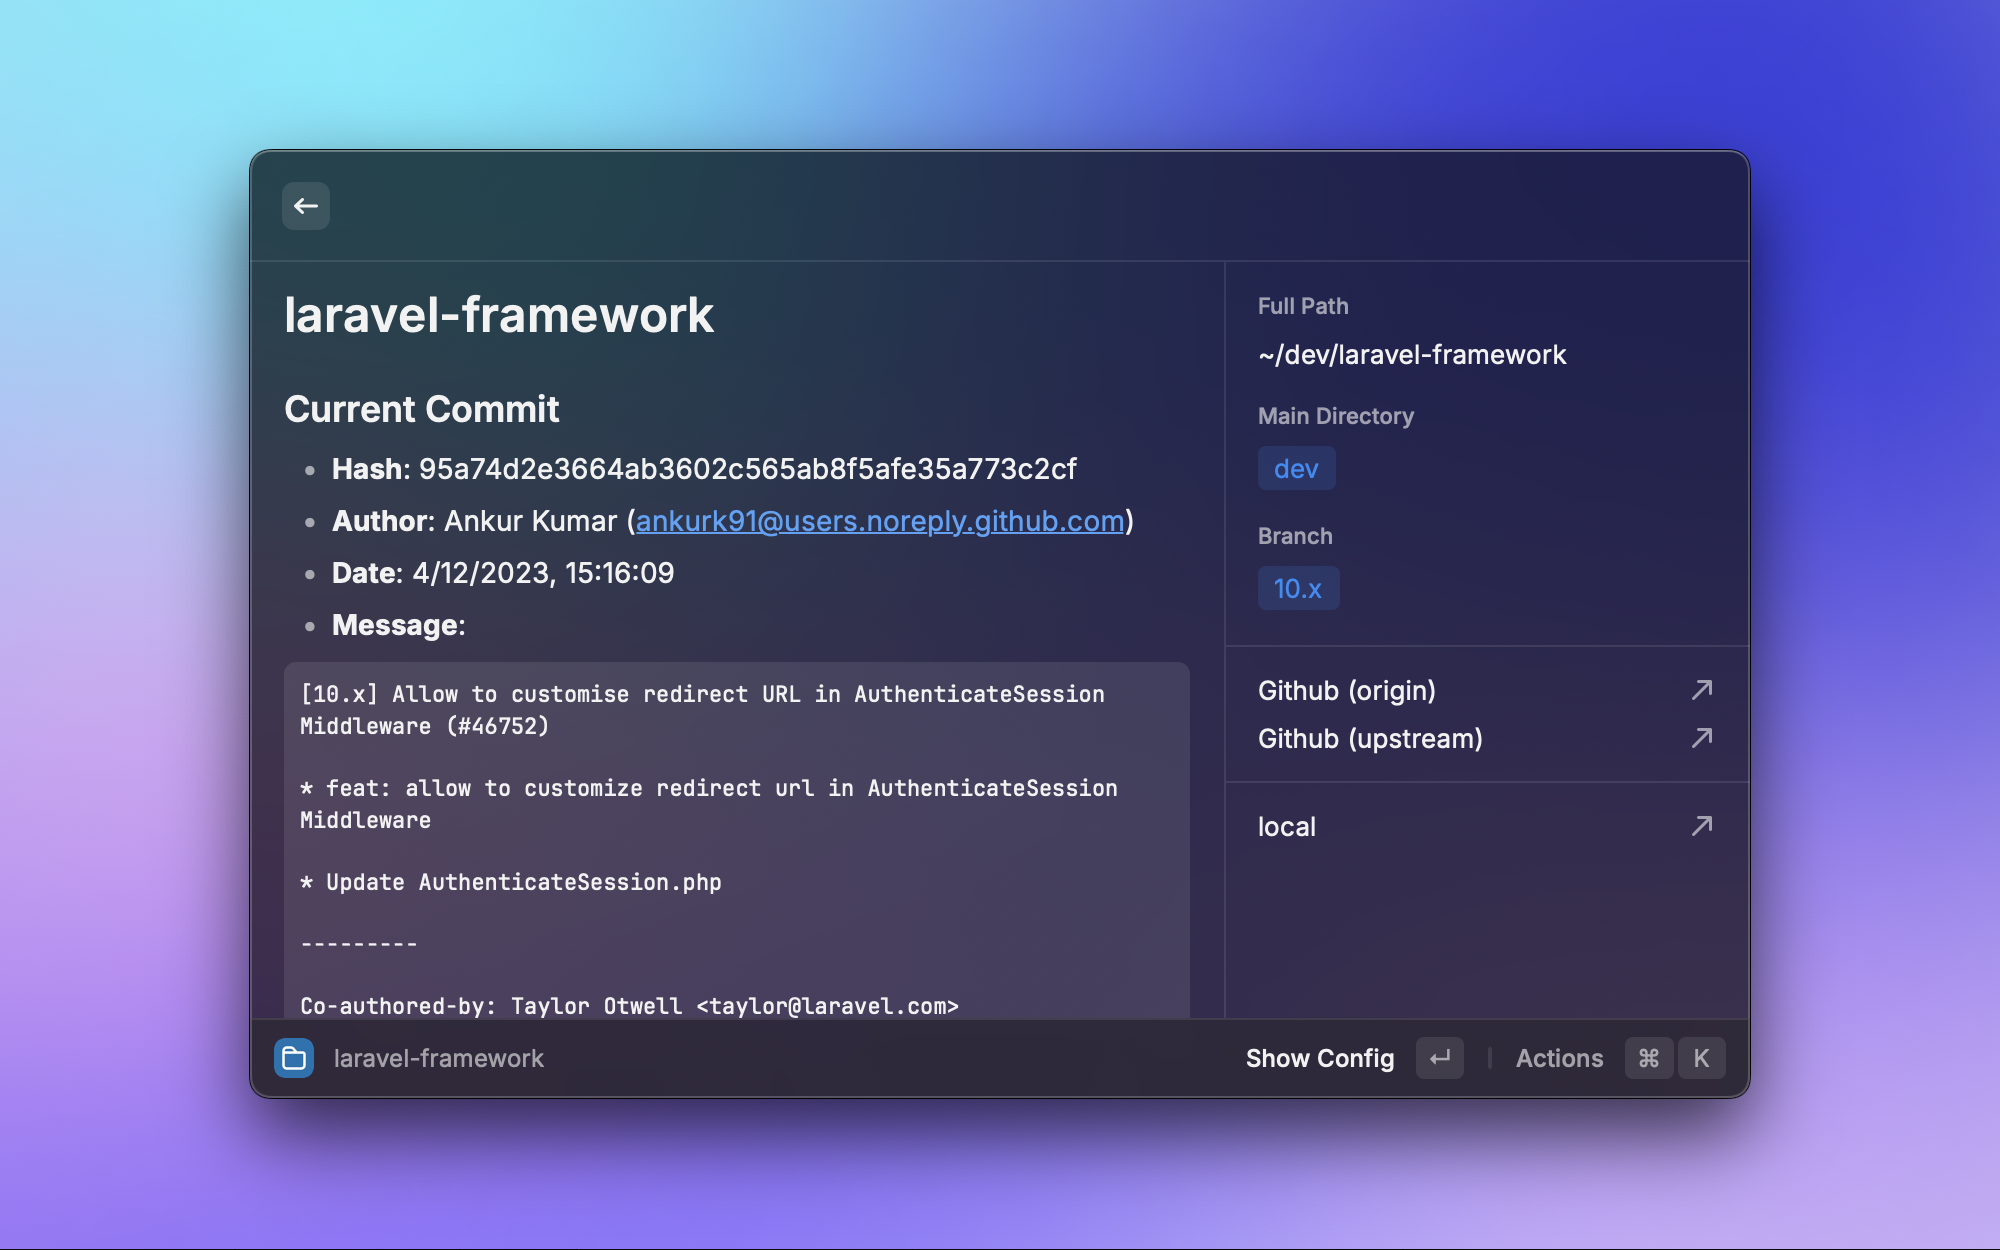 laravel-framework
Current Commit
Hash: 95a74d2e3664ab3602c565ab8f5afe35a773c2cf
Author: Ankur Kumar (ankurk91@users.noreply.github.com)
Date: 4/12/2023, 15:16:09
Message:
[10.x] Allow to customise redirect URL in AuthenticateSession
Middleware (#46752)
* feat: allow to customize redirect url in AuthenticateSession
Middleware
* Update AuthenticateSession.php
---------
Co-authored-by: Taylor Otwell <taylor@laravel.com>
Full Path
~/dev/laravel-framework
Main Directory
dev
Branch
10.x
Github (origin)
Github (upstream)
local
laravel-framework
Show Config
Actions ⌘ K